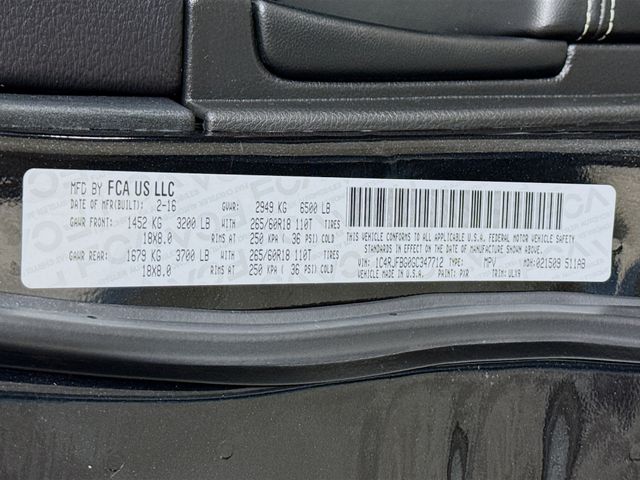 MFD BY FCA US LLC
DATE OF MFR(BUILT): 2-16 GVWR: 2949 KG 6500 LB
GAWR FRONT: 1452 KG 3200 LB WITH 265/60R18 110T TIRES
18X8.0 RIMS AT 250 KPA ( 36 PSI) COLD
GAWR REAR: 1679 KG 3700 LB WITH 265/60R18 110T TIRES
18X8.0 RIMS AT 250 KPA ( 36 PSI) COLD
THIS VEHICLE CONFORMS TO ALL APPLICABLE U.S.A. FEDERAL MOTOR VEHICLE SAFETY
STANDARDS IN EFFECT ON THE DATE OF MANUFACTURE SHOWN ABOVE.
VIN: 1C4RJFBG0GC347712 TYPE: MPV MDH:021509 511AB
VEHICLE MADE IN U.S.A. PAINT: PXR TRIM: ULX9